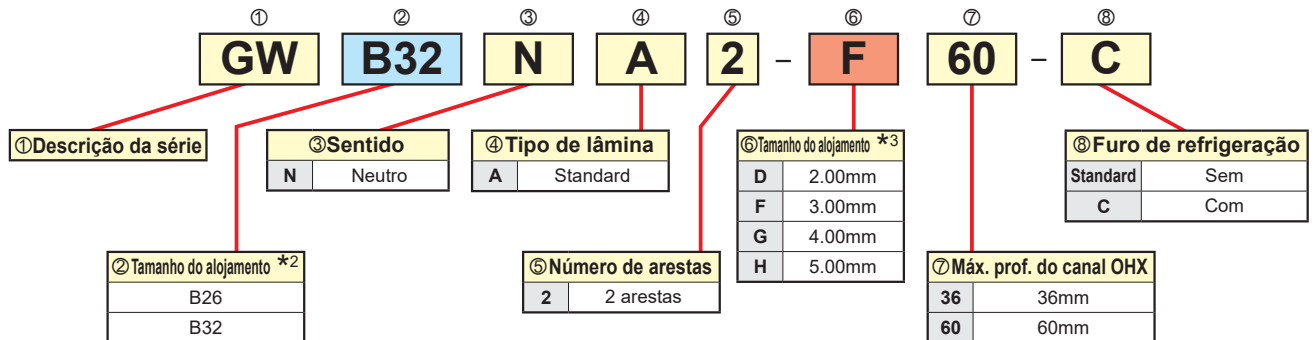 ① ② ③ ④ ⑤ ⑥ ⑦ ⑧
GW B32 N A 2 – F 60 – C
①Descrição da série
③Sentido
N Neutro
④Tipo de lâmina
A Standard
⑥Tamanho do alojamento *3
D 2.00mm
F 3.00mm
G 4.00mm
H 5.00mm
⑧Furo de refrigeração
Standard Sem
C Com
②Tamanho do alojamento *2
B26
B32
⑤Número de arestas
2 2 arestas
⑦Máx. prof. do canal OHX
36 36mm
60 60mm